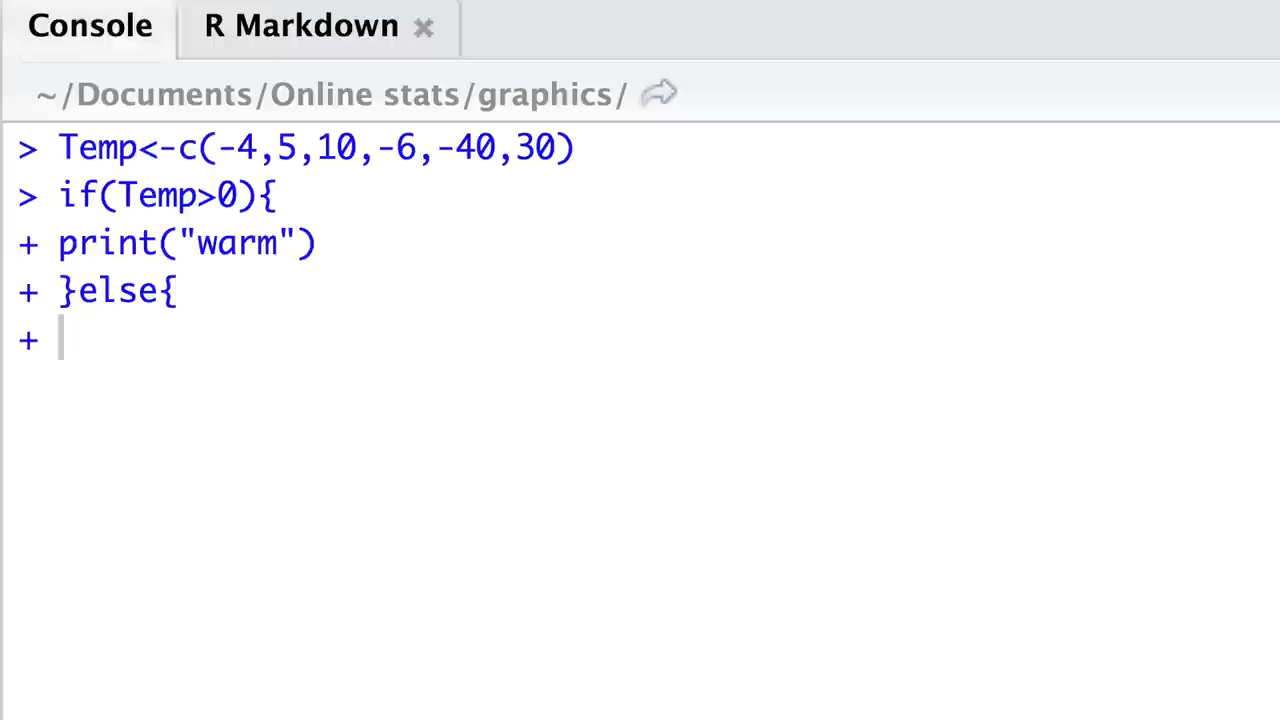 Console R Markdown
~/Documents/Online stats/graphics/
> Temp<-c(-4,5,10,-6,-40,30)
> if(Temp>0){
+ print("warm")
+ }else{
+